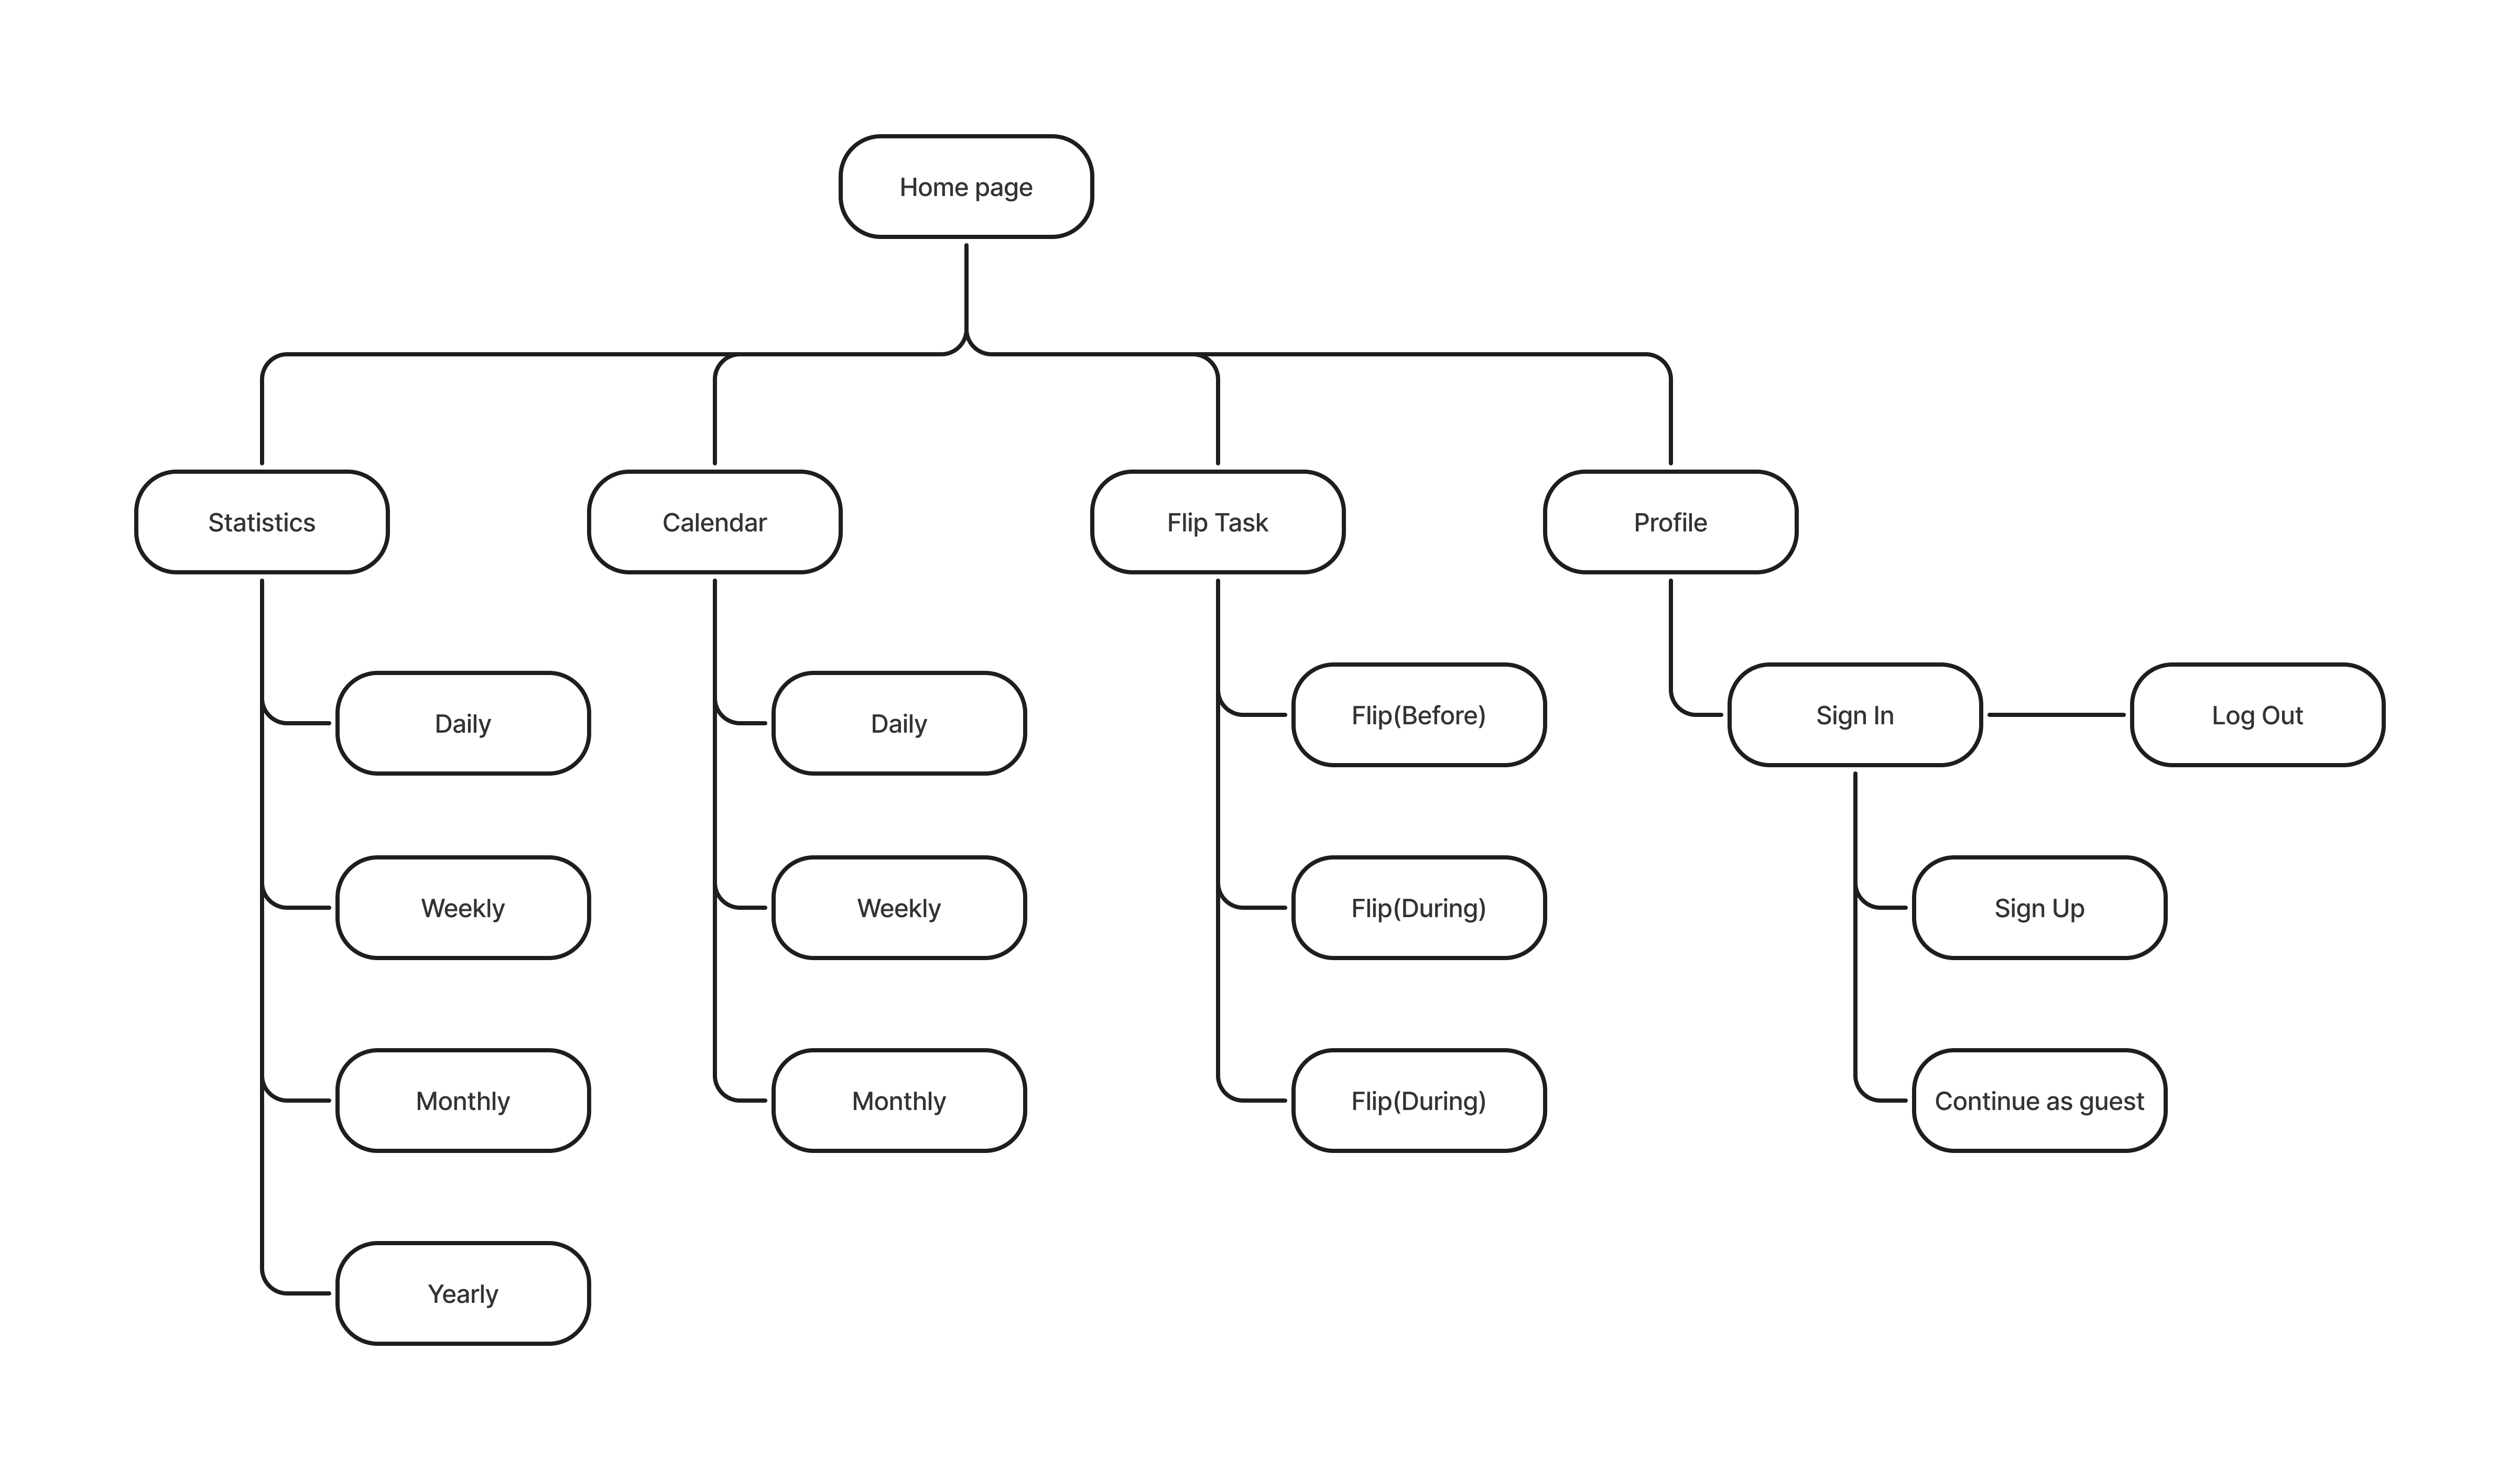 Home page
Statistics
Calendar
Flip Task
Profile
Daily
Daily
Flip(Before)
Sign In
Log Out
Weekly
Weekly
Flip(During)
Sign Up
Monthly
Monthly
Flip(During)
Continue as guest
Yearly